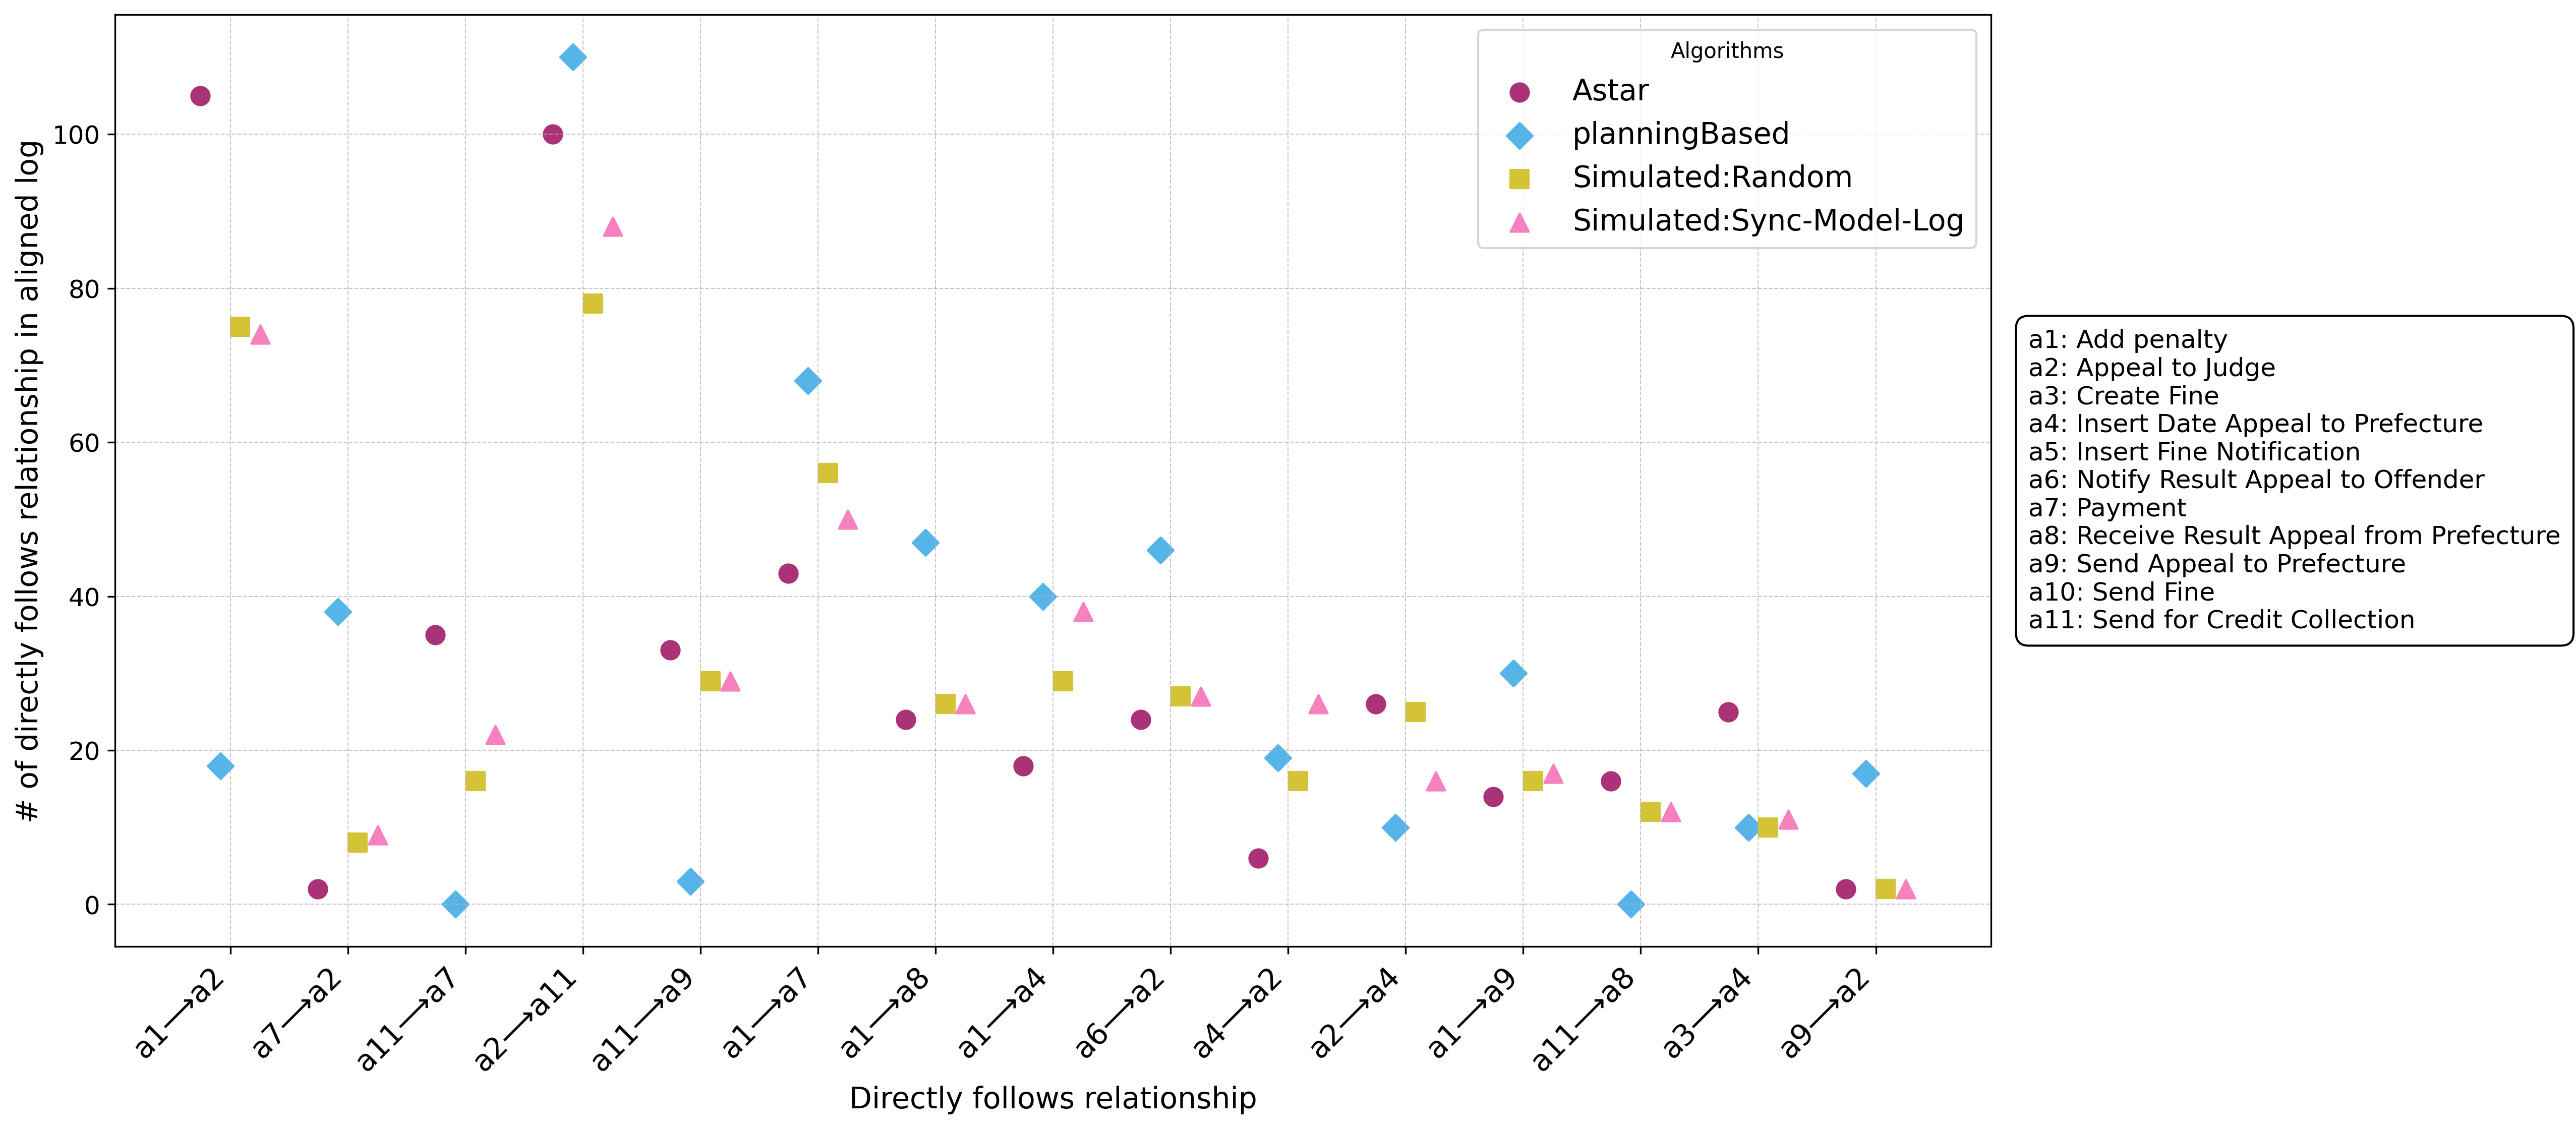 # of directly follows relationship in aligned log
100
80
60
40
20
0
Algorithms
Astar
planningBased
Simulated:Random
Simulated:Sync-Model-Log
a1: Add penalty
a2: Appeal to Judge
a3: Create Fine
a4: Insert Date Appeal to Prefecture
a5: Insert Fine Notification
a6: Notify Result Appeal to Offender
a7: Payment
a8: Receive Result Appeal from Prefecture
a9: Send Appeal to Prefecture
a10: Send Fine
a11: Send for Credit Collection
a1→a2
a7→a2
a11→a7
a2→a11
a11→a9
a1→a7
a1→a8
a1→a4
a6→a2
a4→a2
a2→a4
a1→a9
a11→a8
a3→a4
a9→a2
Directly follows relationship